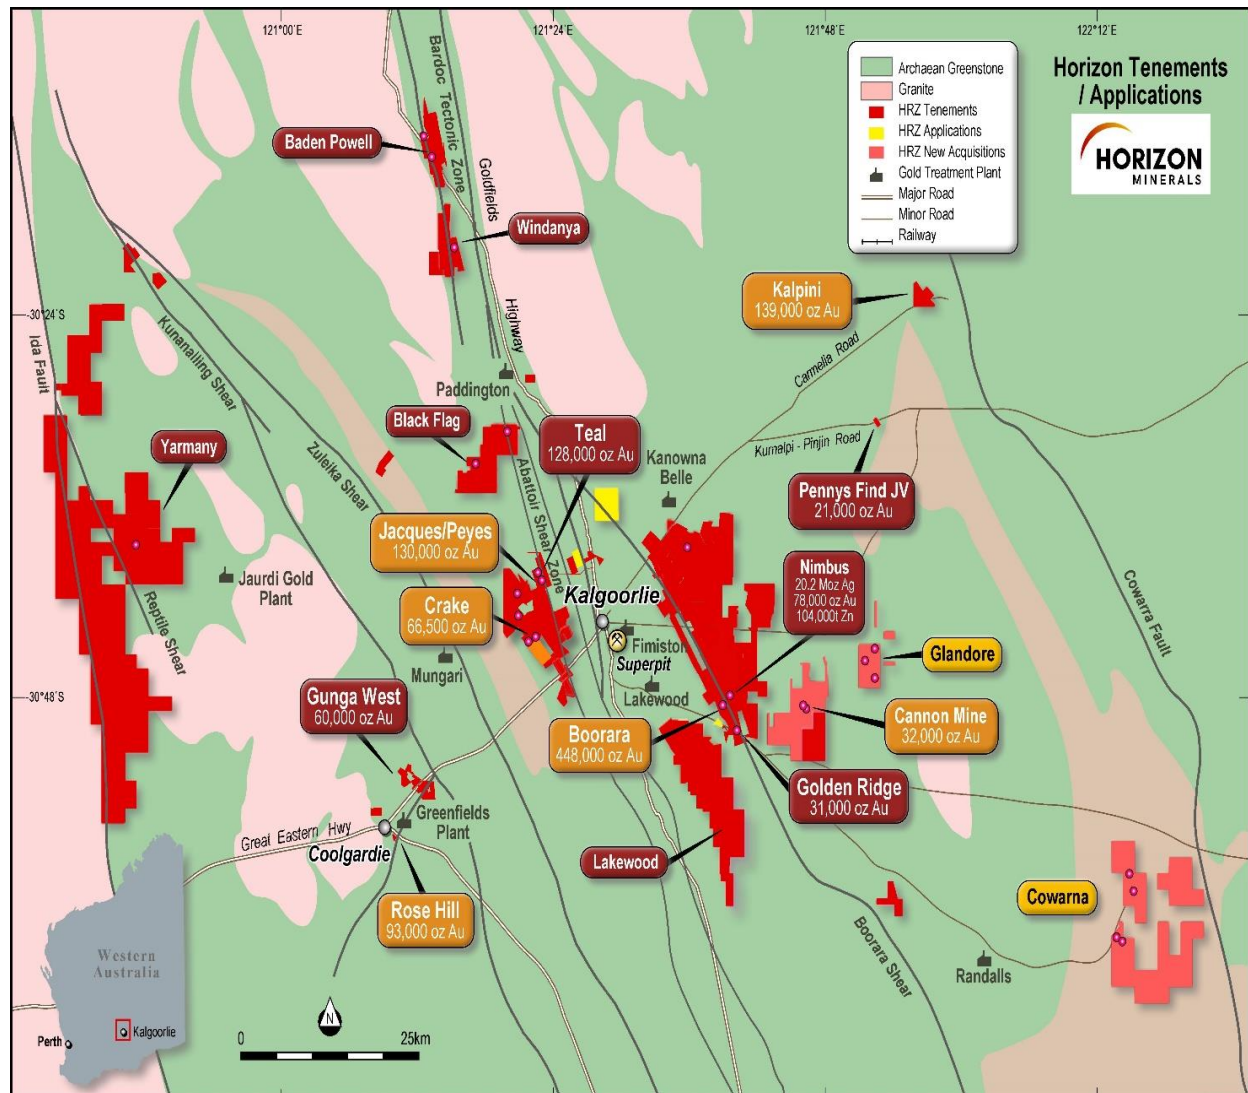 121°00´E
121°24´E
121°48´E
122°12´E
Horizon Tenements
/ Applications
HORIZON
MINERALS
Archaean Greenstone
Granite
HRZ Tenements
HRZ Applications
HRZ New Acquisitions
Gold Treatment Plant
Major Road
Minor Road
Railway
Bardoc Tectonic Zone
Goldfields
Highway
Baden Powell
Windanya
Kalpini
139,000 oz Au
-30°24´S
Ida Fault
Kunanalling Shear
Carmelia Road
Paddington
Black Flag
Teal
128,000 oz Au
Kurnalpi - Pinjin Road
Yarmany
Zuleika Shear
Abattoir Shear Zone
Kanowna
Belle
Pennys Find JV
21,000 oz Au
Jacques/Peyes
130,000 oz Au
Nimbus
20.2 Moz Ag
78,000 oz Au
104,000t Zn
Jaurdi Gold
Plant
Reptile Shear
Crake
66,500 oz Au
Kalgoorlie
Fimiston
Superpit
Cowarra Fault
Glandore
Mungari
Lakewood
-30°48´S
Gunga West
60,000 oz Au
Boorara
448,000 oz Au
Cannon Mine
32,000 oz Au
Golden Ridge
31,000 oz Au
Greenfields
Plant
Great Eastern Hwy
Coolgardie
Lakewood
Rose Hill
93,000 oz Au
Cowarna
Boorara Shear
Randalls
Western
Australia
Perth
Kalgoorlie
N
0
25km